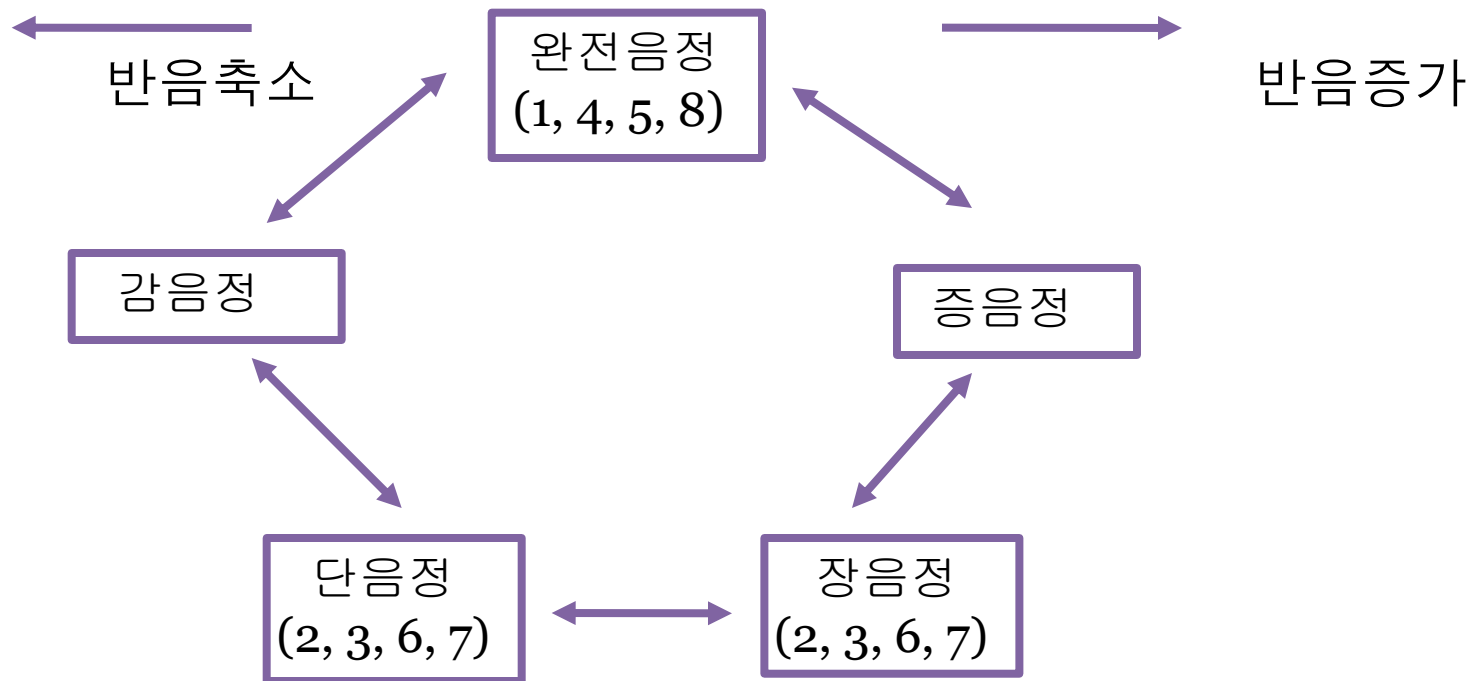 반음축소
완전음정
(1, 4, 5, 8)
반음증가
감음정
증음정
단음정
(2, 3, 6, 7)
장음정
(2, 3, 6, 7)